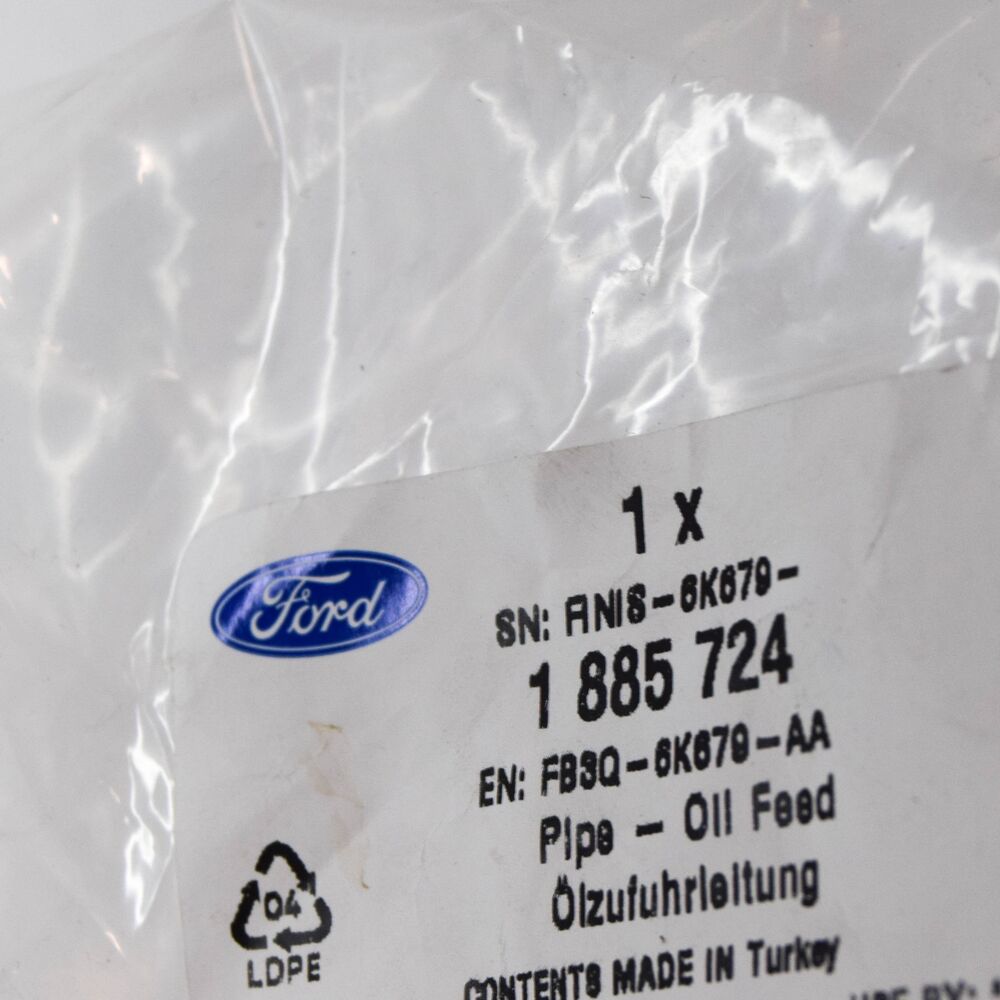 1 x
Ford
SN: FINIS-6K679-
1 885 724
EN: FB3Q-6K679-AA
Pipe - Oil Feed
Ölzufuhrleitung
04
LDPE
CONTENTS MADE IN Turkey
BY: